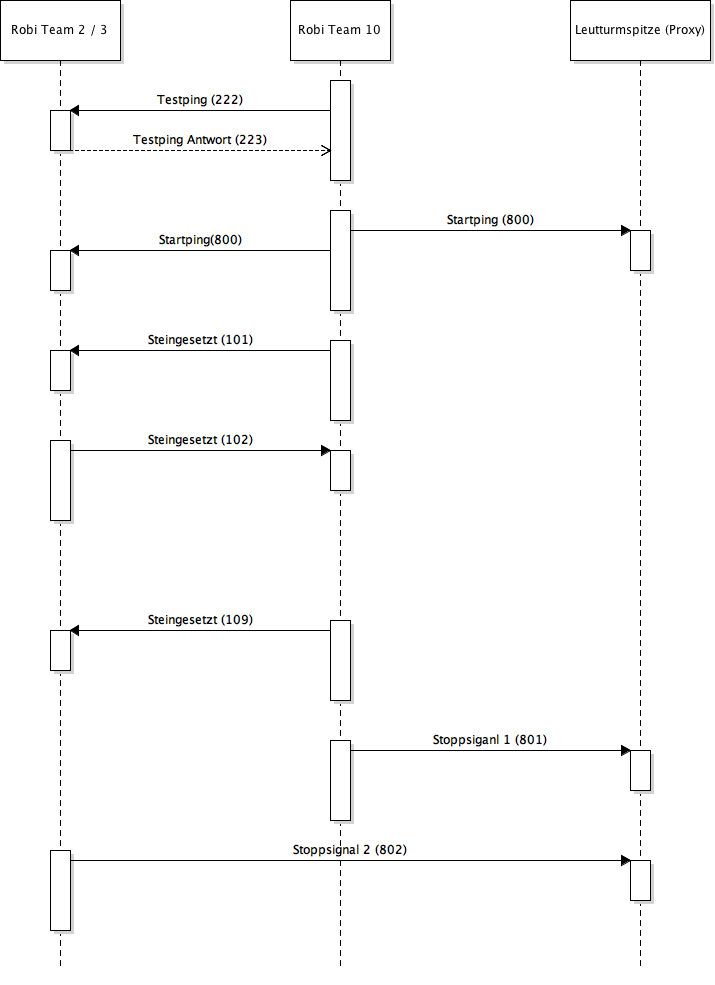 Robi Team 2 / 3
Robi Team 10
Leutturmspitze (Proxy)
Testping (222)
Testping Antwort (223)
Startping (800)
Startping(800)
Steingesetzt (101)
Steingesetzt (102)
Steingesetzt (109)
Stoppsiganl 1 (801)
Stoppsignal 2 (802)